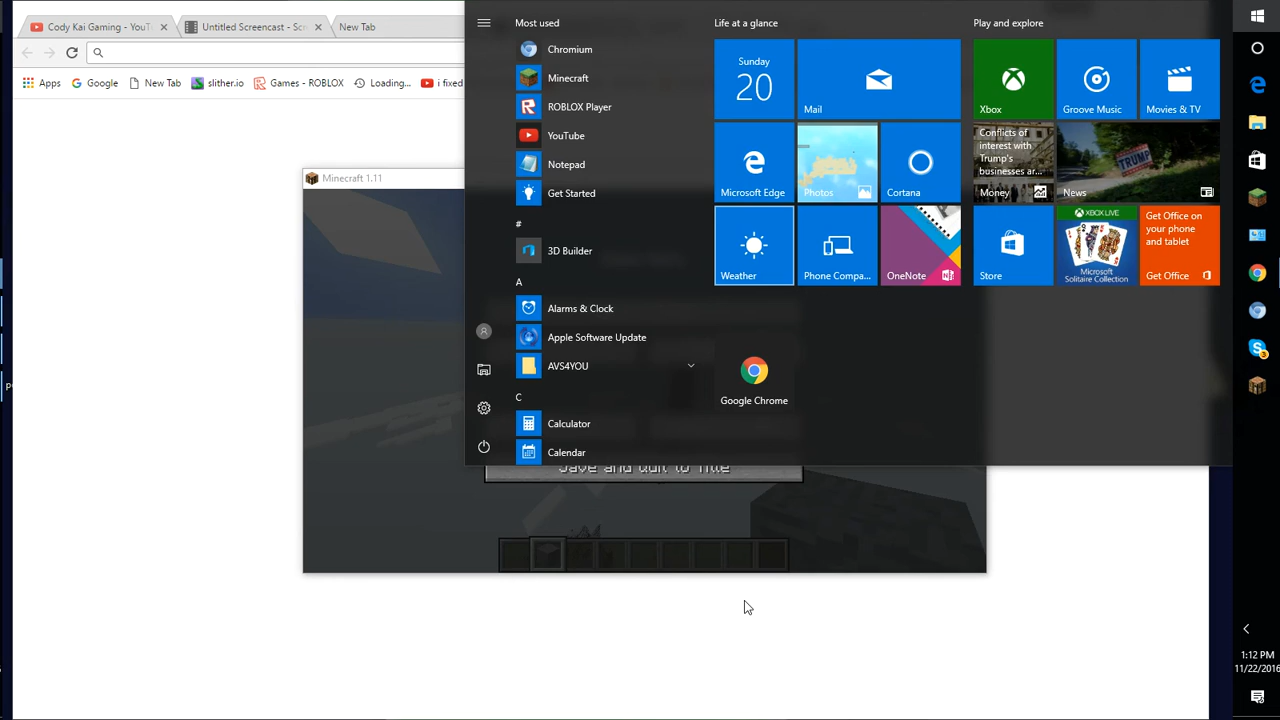 Cody Kai Gaming - YouT
Untitled Screencast - Scr
New Tab
Apps
Google
New Tab
slither.io
Games - ROBLOX
Loading...
i fixed
Minecraft 1.11
Save and Quit to Title
Most used
Chromium
Minecraft
ROBLOX Player
YouTube
Notepad
Get Started
#
3D Builder
A
Alarms & Clock
Apple Software Update
AVS4YOU
C
Calculator
Calendar
Life at a glance
Sunday
20
Mail
Microsoft Edge
Photos
Cortana
Weather
Phone Compa...
OneNote
Google Chrome
Play and explore
Xbox
Groove Music
Movies & TV
Conflicts of
interest with
Trump's
businesses ar...
Money
TRUMP
News
Store
XBOX LIVE
Microsoft
Solitaire Collection
Get Office on
your phone
and tablet
Get Office
1:12 PM
11/22/2016